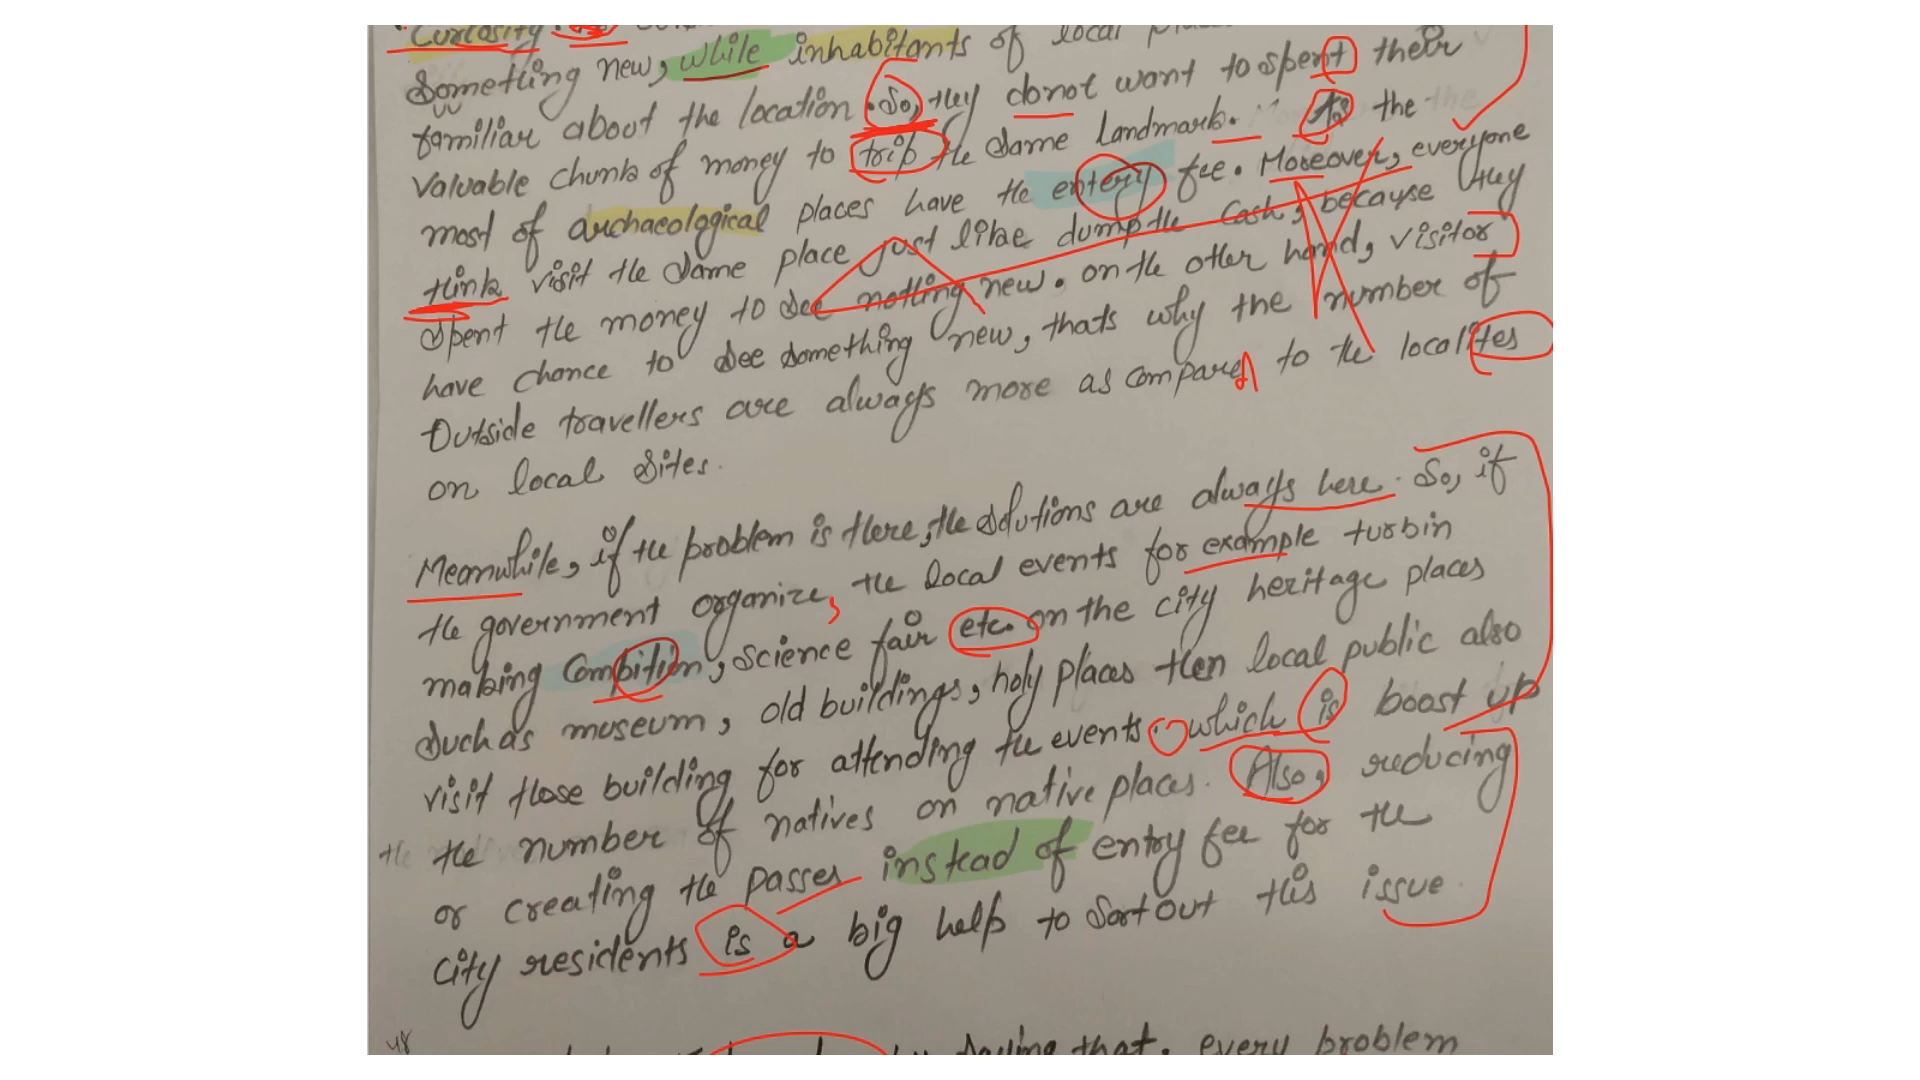 Curiosity.
Something new, while inhabitants of local
familiar about the location. So, they donot want to spent their
valuable chunk of money to trip the same landmark. As the
most of archaeological places have the entery fee. Moreover, everyone
think visit the same place just like dump the cash, because they
spent the money to see nothing new. on the other hand, visitor
have chance to see something new, thats why the number of
Outside travellers are always more as compare to the localites
on local sites.
Meanwhile, if the problem is there, the solutions are always here. So, if
the government organize, the local events for example turbin
making Combition, science fair etc. on the city heritage places
such as museum, old buildings, holy places then local public also
visit those building for attending the events. which is boost up
the number of natives on native places. Also, reducing
or creating the passes instead of entry fee for the
city residents is a big help to sort out this issue.
saying that, every problem
48